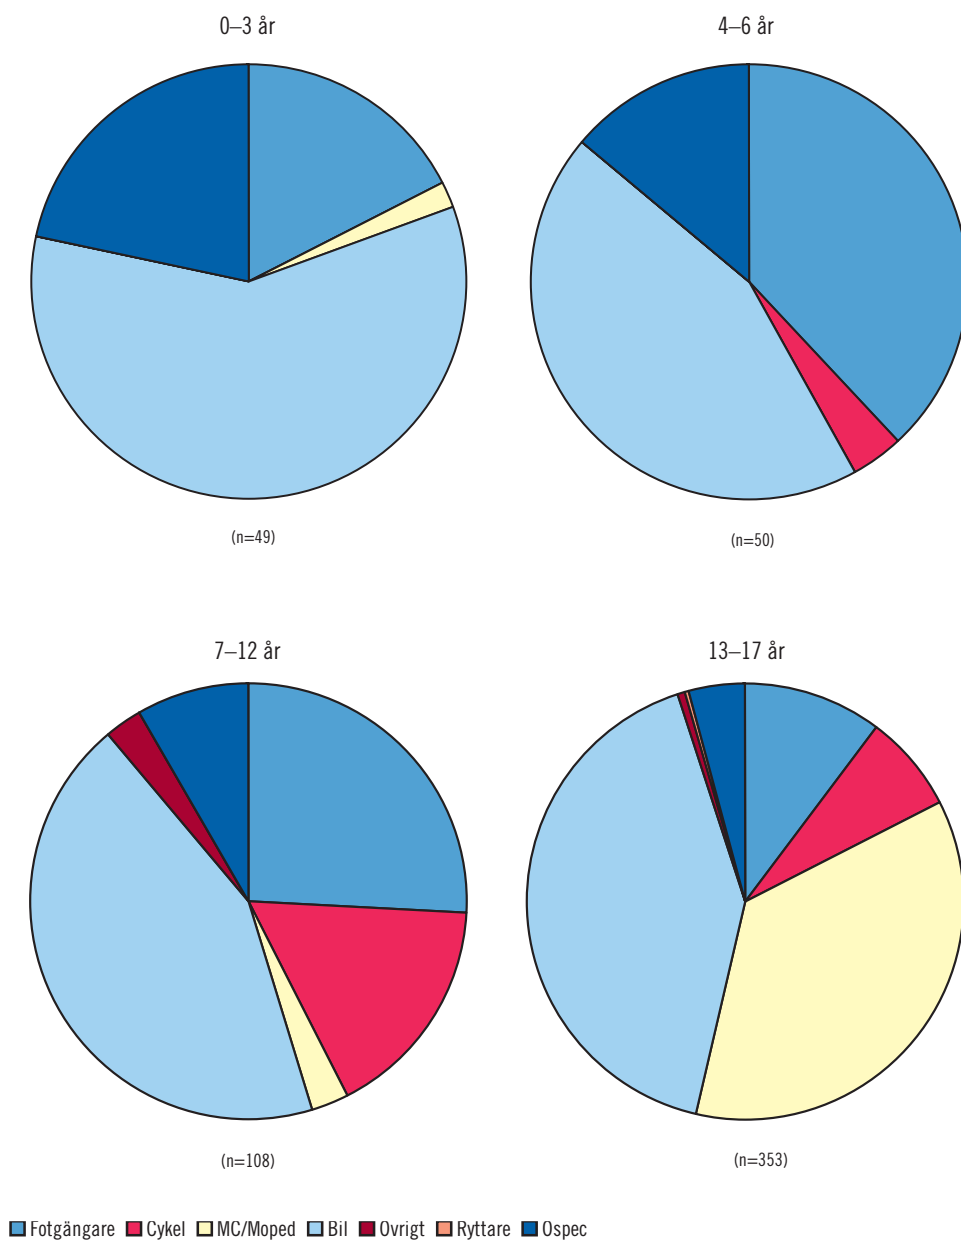 0–3 år
4–6 år
(n=49)
(n=50)
7–12 år
13–17 år
(n=108)
(n=353)
Fotgängare Cykel MC/Moped Bil Ovrigt Ryttare Ospec